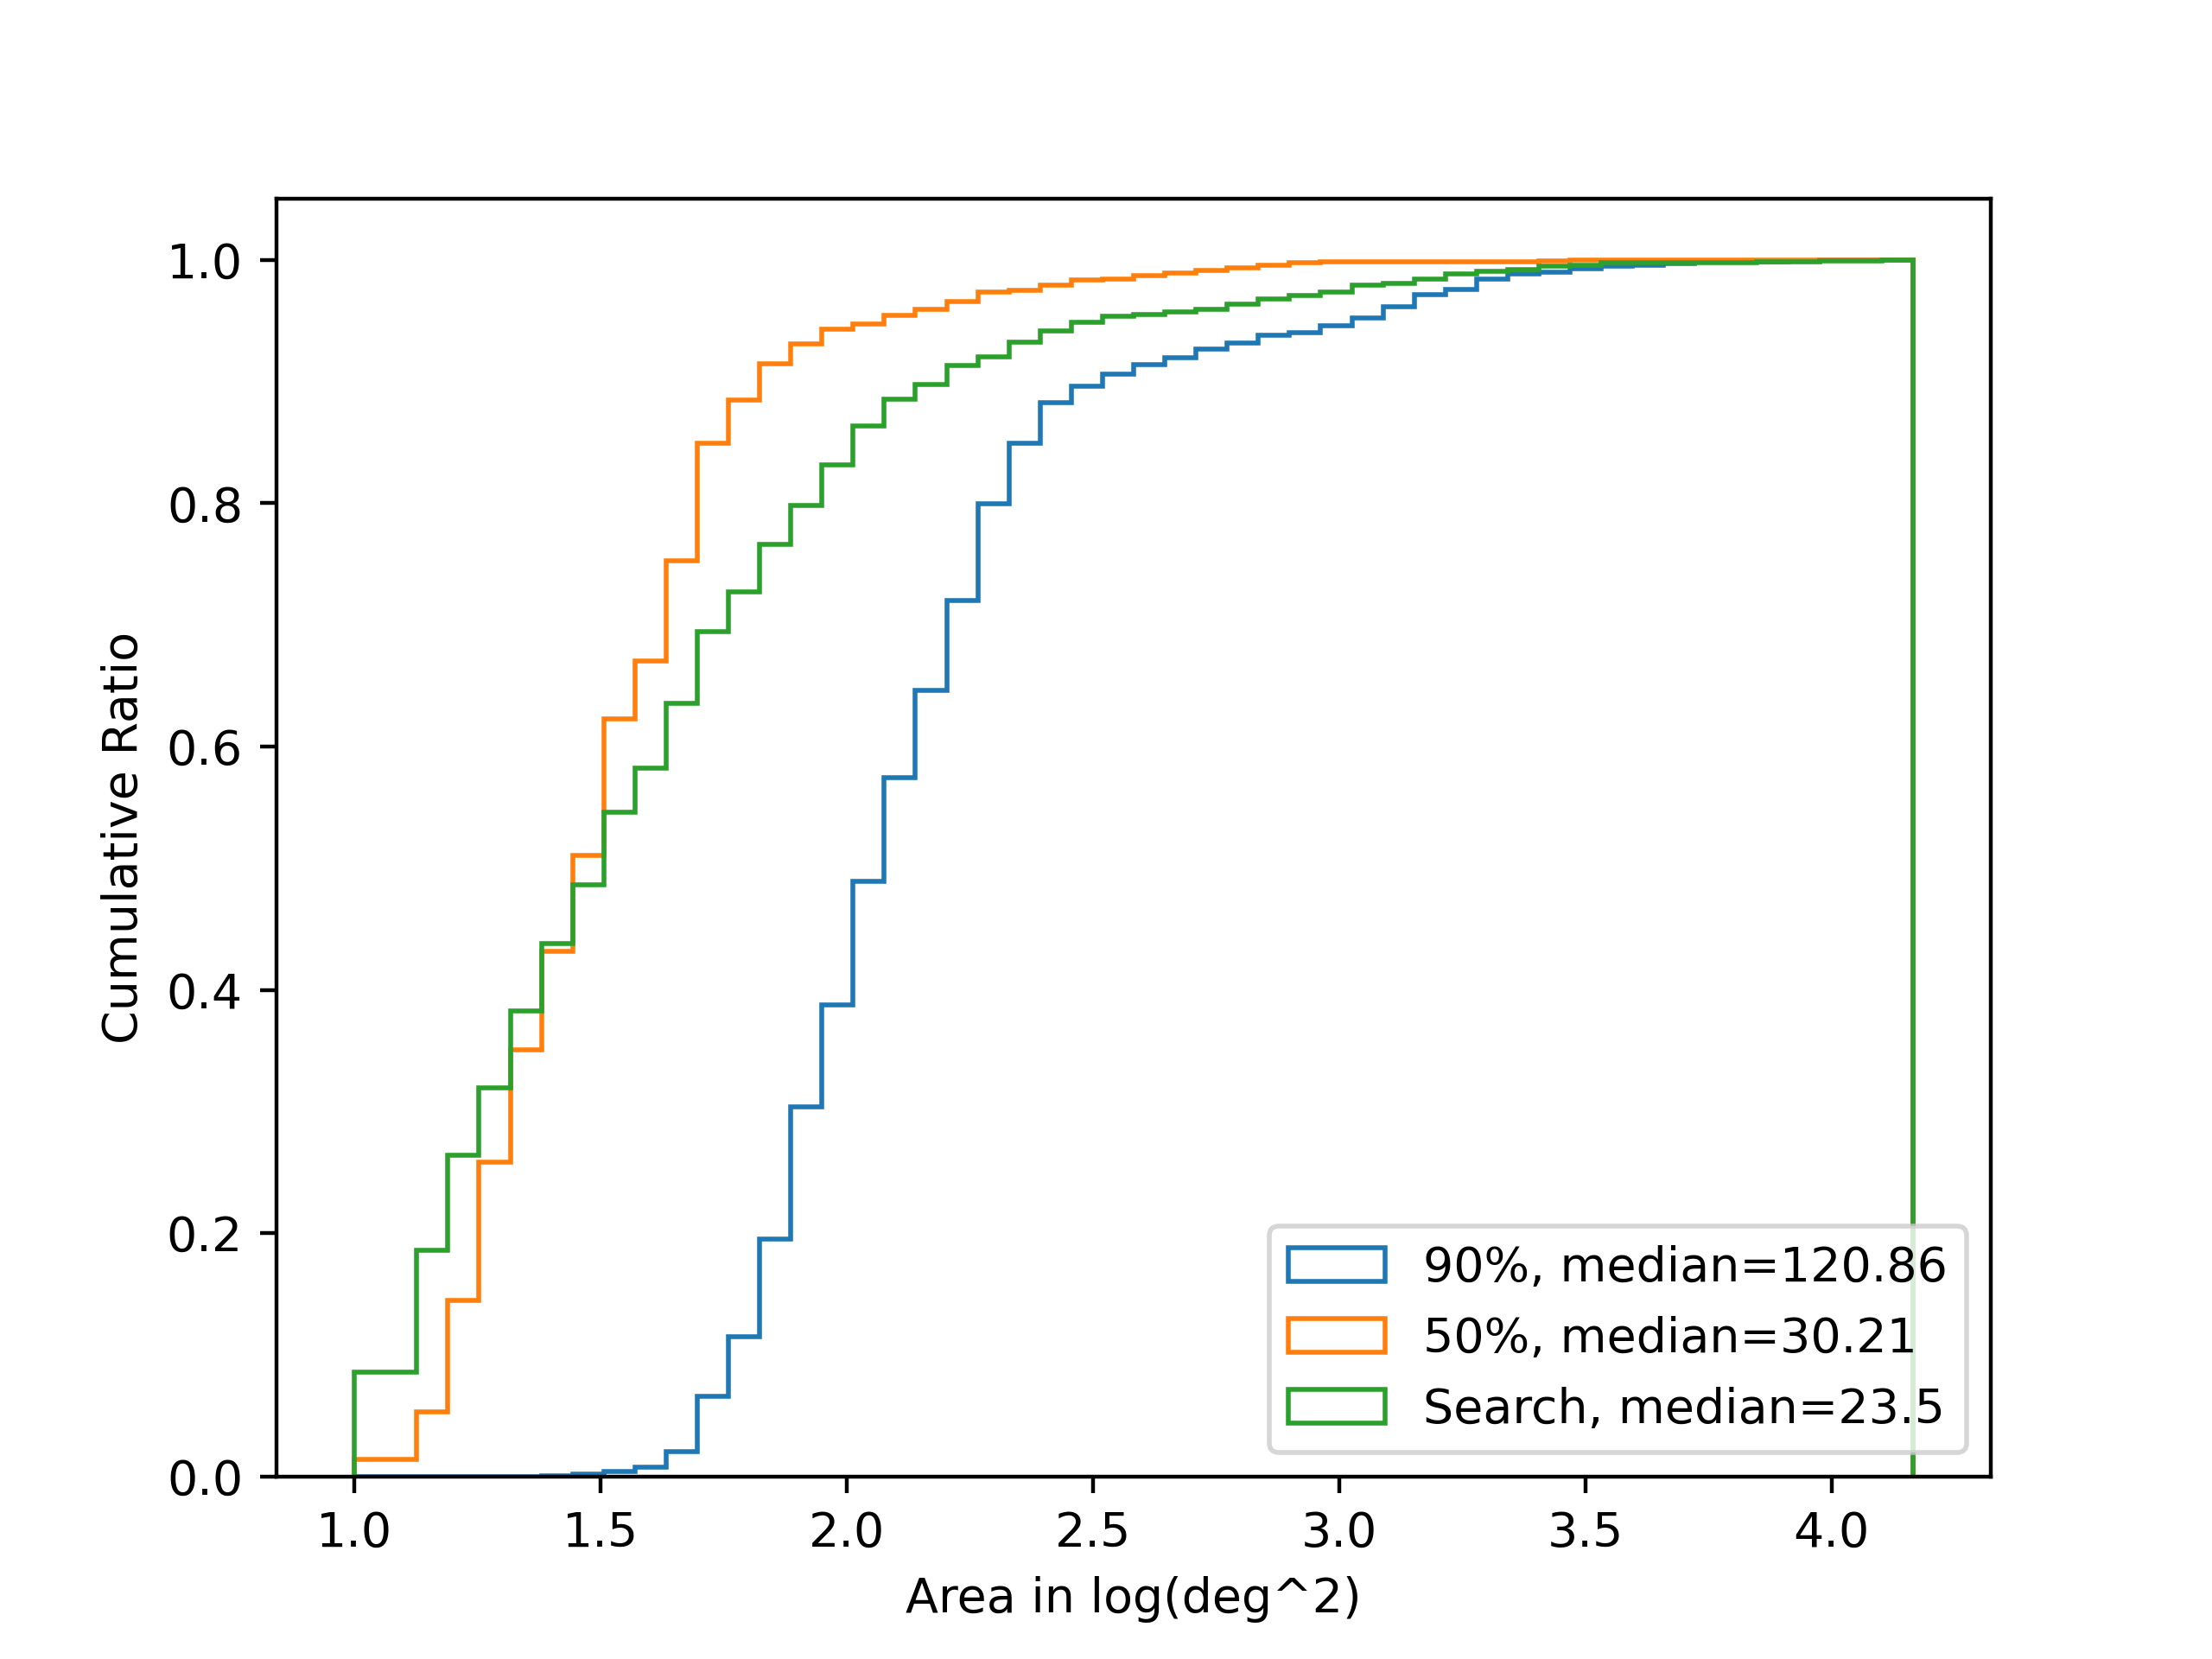 1.0
0.8
0.6
0.4
0.2
0.0
Cumulative Ratio
90%, median=120.86
50%, median=30.21
Search, median=23.5
1.0 1.5 2.0 2.5 3.0 3.5 4.0
Area in log(deg^2)